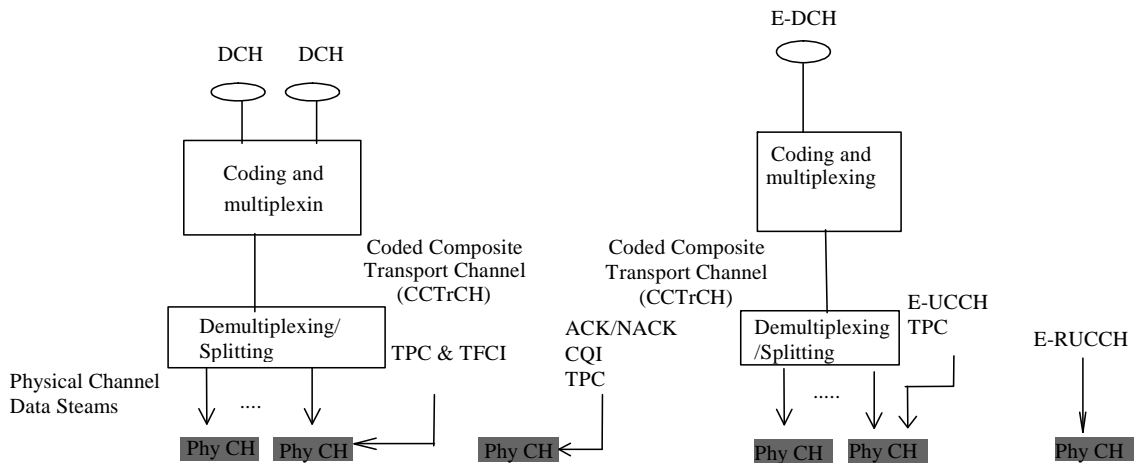 E-DCH
DCH DCH
Coding and
multiplexin
Coding and
multiplexing
Coded Composite
Transport Channel
(CCTrCH)
Coded Composite
Transport Channel
(CCTrCH)
Demultiplexing/
Splitting
TPC & TFCI
ACK/NACK
CQI
TPC
Demultiplexing
/Splitting
E-UCCH
TPC
E-RUCCH
Physical Channel
Data Steams
....
.....
Phy CH Phy CH Phy CH Phy CH Phy CH Phy CH